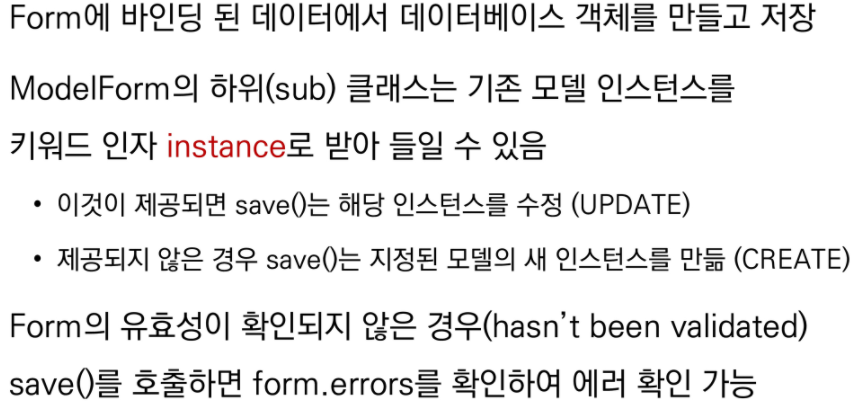 Form에 바인딩 된 데이터에서 데이터베이스 객체를 만들고 저장
ModelForm의 하위(sub) 클래스는 기존 모델 인스턴스를
키워드 인자 instance로 받아 들일 수 있음
• 이것이 제공되면 save()는 해당 인스턴스를 수정 (UPDATE)
• 제공되지 않은 경우 save()는 지정된 모델의 새 인스턴스를 만듦 (CREATE)
Form의 유효성이 확인되지 않은 경우(hasn’t been validated)
save()를 호출하면 form.errors를 확인하여 에러 확인 가능